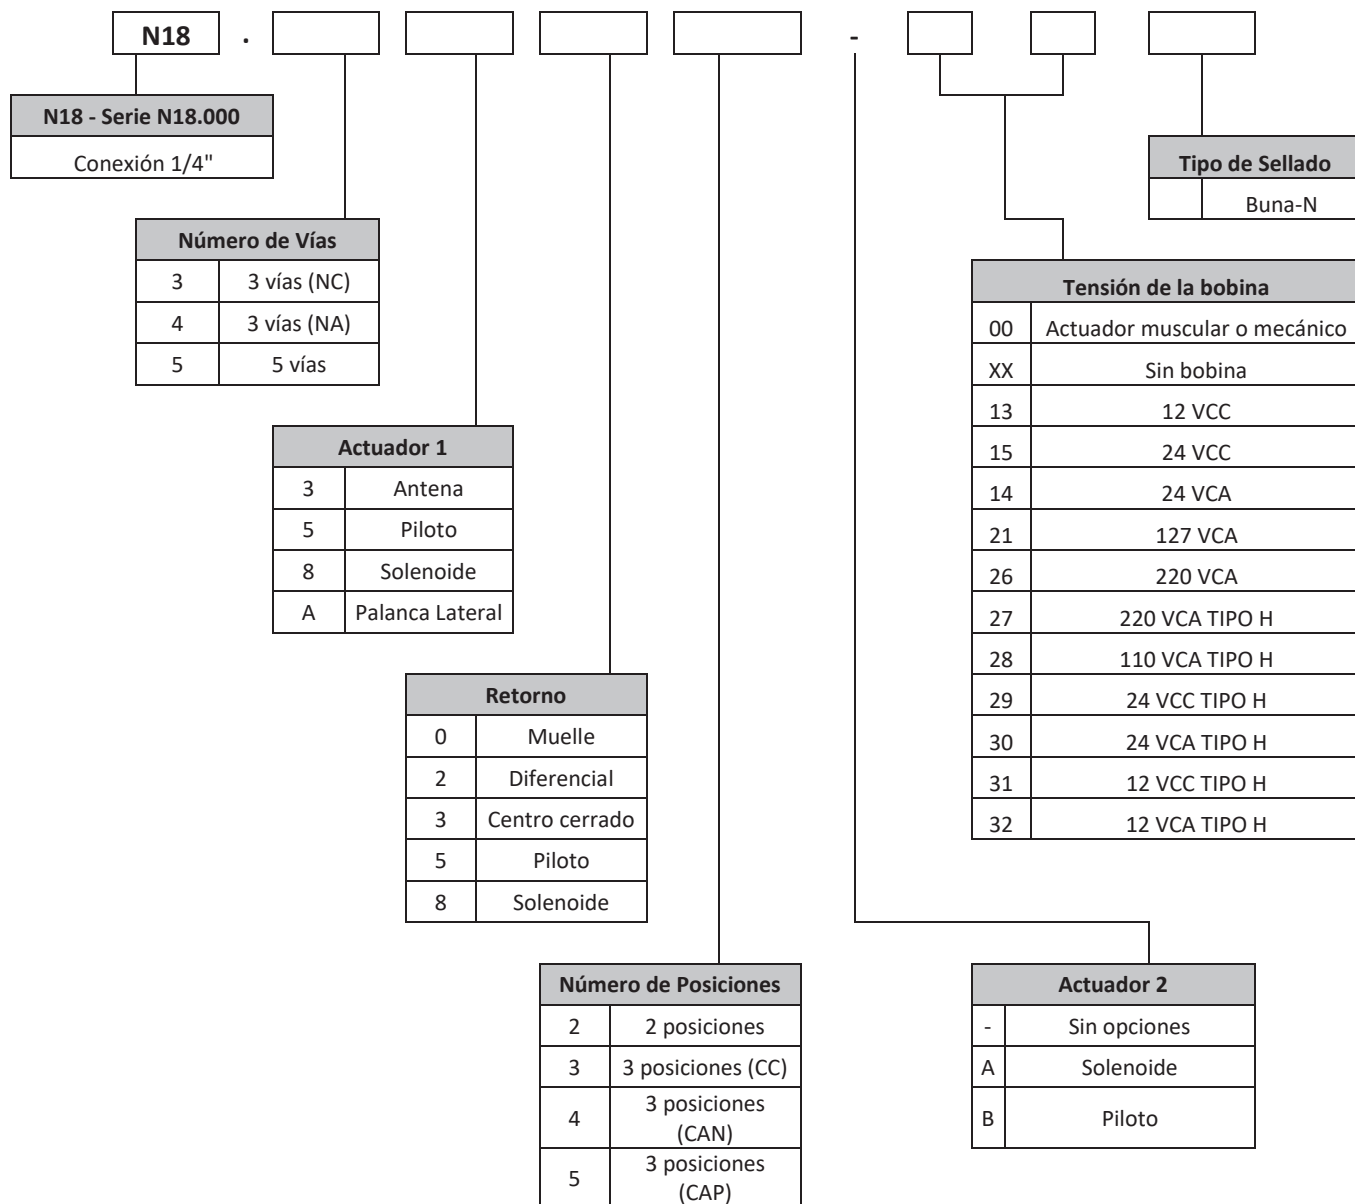 N18 . -
N18 - Serie N18.000
Conexión 1/4"
Tipo de Sellado
Buna-N
Número de Vías
3 3 vías (NC)
4 3 vías (NA)
5 5 vías
Tensión de la bobina
00 Actuador muscular o mecánico
XX Sin bobina
13 12 VCC
15 24 VCC
14 24 VCA
21 127 VCA
26 220 VCA
27 220 VCA TIPO H
28 110 VCA TIPO H
29 24 VCC TIPO H
30 24 VCA TIPO H
31 12 VCC TIPO H
32 12 VCA TIPO H
Actuador 1
3 Antena
5 Piloto
8 Solenoide
A Palanca Lateral
Retorno
0 Muelle
2 Diferencial
3 Centro cerrado
5 Piloto
8 Solenoide
Número de Posiciones
2 2 posiciones
3 3 posiciones (CC)
4 3 posiciones
(CAN)
5 3 posiciones
(CAP)
Actuador 2
- Sin opciones
A Solenoide
B Piloto